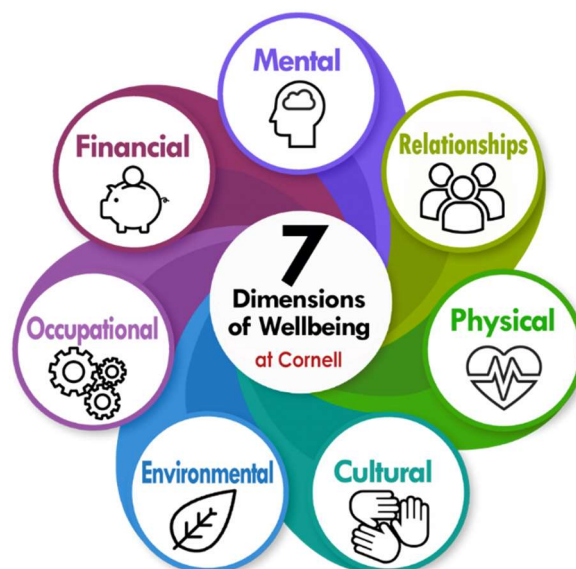 Mental
Relationships
Physical
Cultural
Environmental
Occupational
Financial
7
Dimensions
of Wellbeing
at Cornell